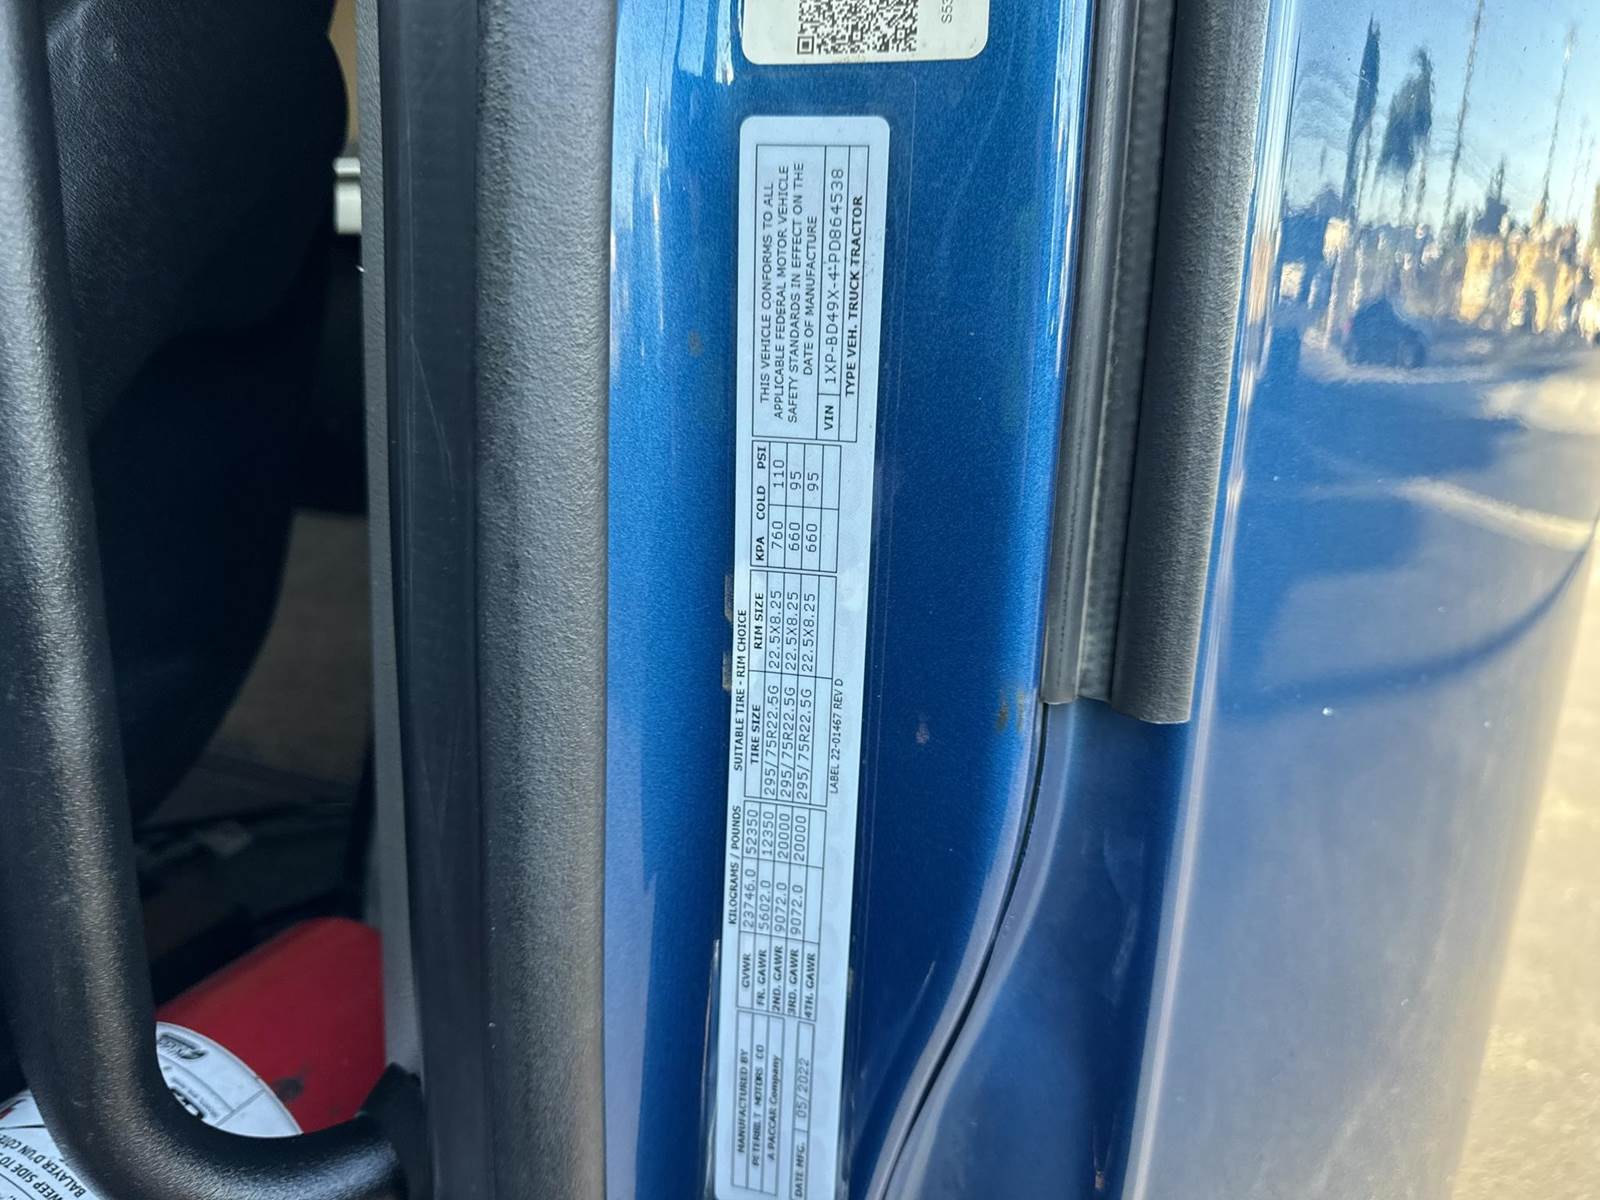 MANUFACTURED BY
PETERBILT MOTORS CO
A PACCAR Company
DATE MFG. 05/2022
KILOGRAMS / POUNDS
GVWR 23746.0 52350
FR. GAWR 5602.0 12350
2ND. GAWR 9072.0 20000
3RD. GAWR 9072.0 20000
4TH. GAWR
SUITABLE TIRE - RIM CHOICE
TIRE SIZE RIM SIZE
295/75R22.5G 22.5X8.25
295/75R22.5G 22.5X8.25
295/75R22.5G 22.5X8.25
KPA COLD PSI
760 110
660 95
660 95
LABEL 22-01467 REV D
THIS VEHICLE CONFORMS TO ALL
APPLICABLE FEDERAL MOTOR VEHICLE
SAFETY STANDARDS IN EFFECT ON THE
DATE OF MANUFACTURE
VIN 1XP-BD49X-4-PD864538
TYPE VEH. TRUCK TRACTOR
SIDE TO
BALAYER D'UN